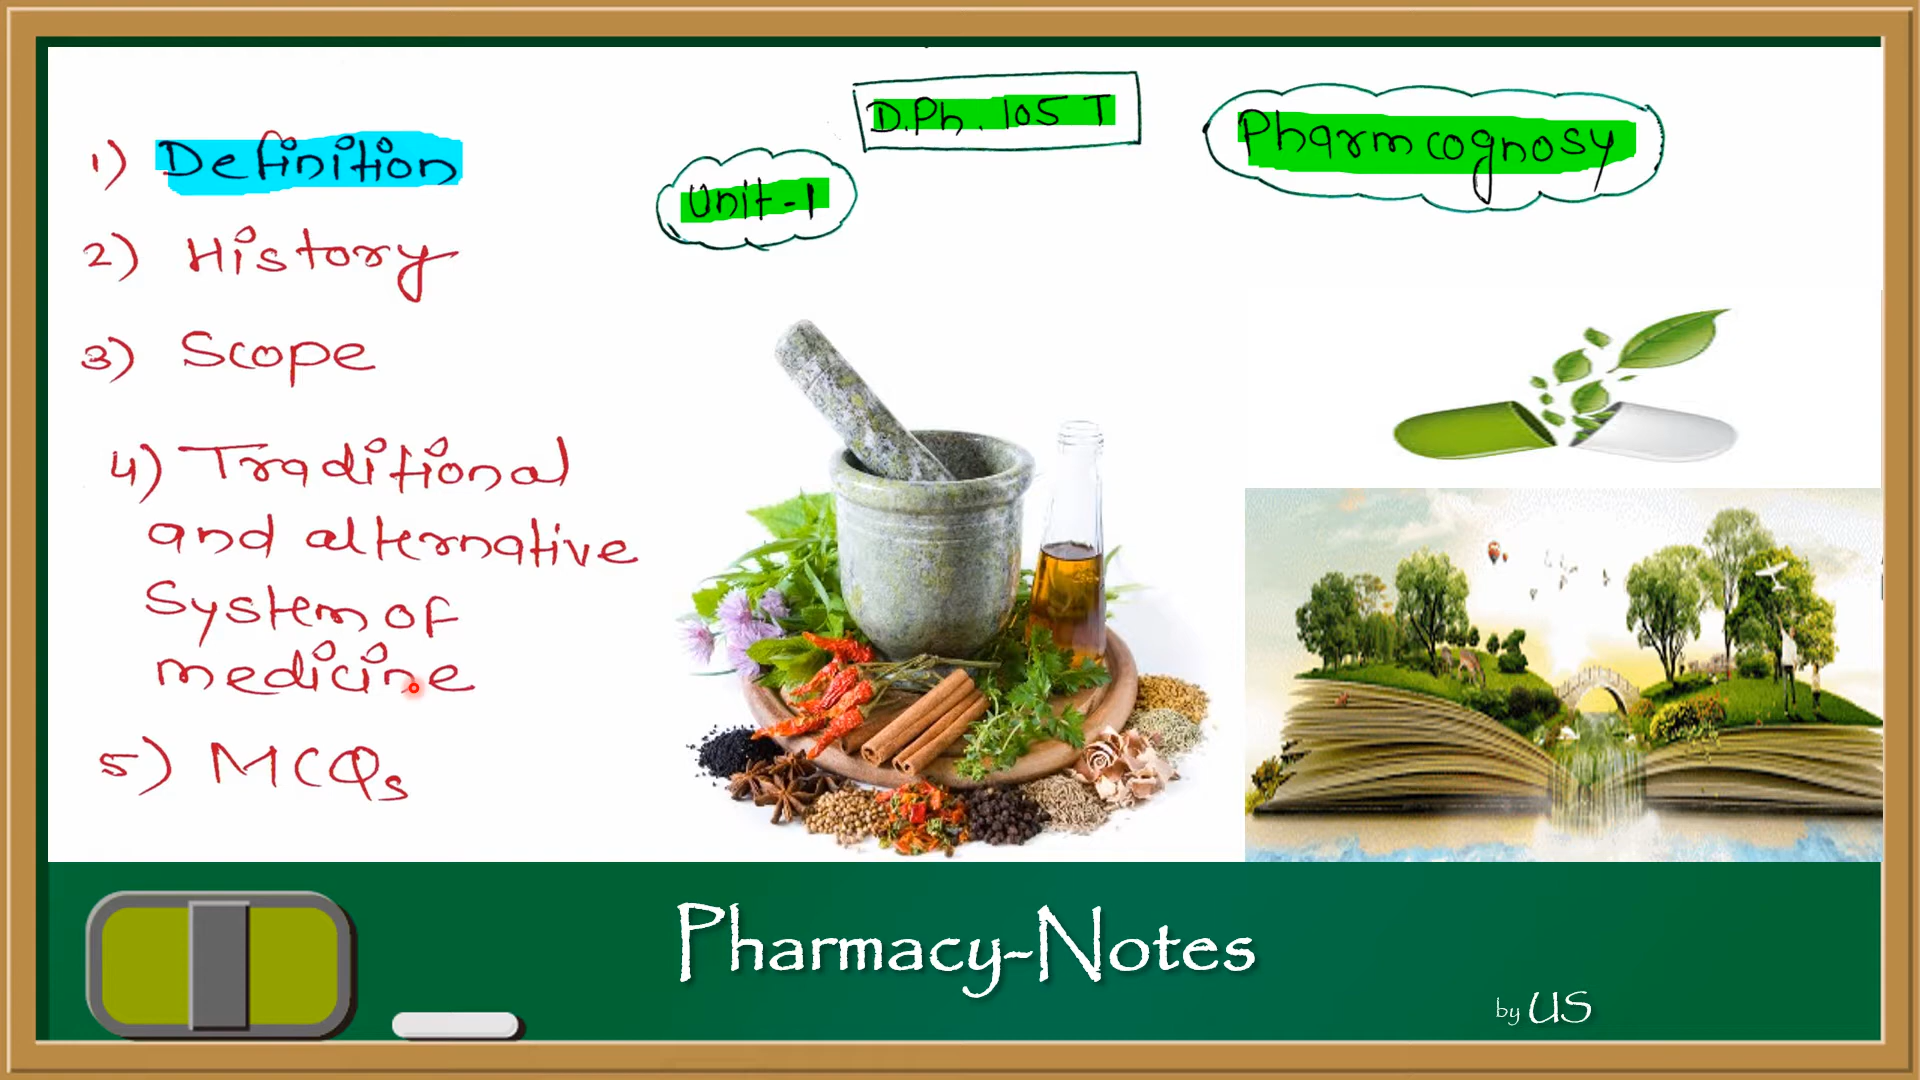 D.Ph. 105 T
Pharmcognosy
Unit-1
1) Definition
2) History
3) Scope
4) Traditional
and alternative
System of
medicine
5) MCQs
Pharmacy-Notes
by US